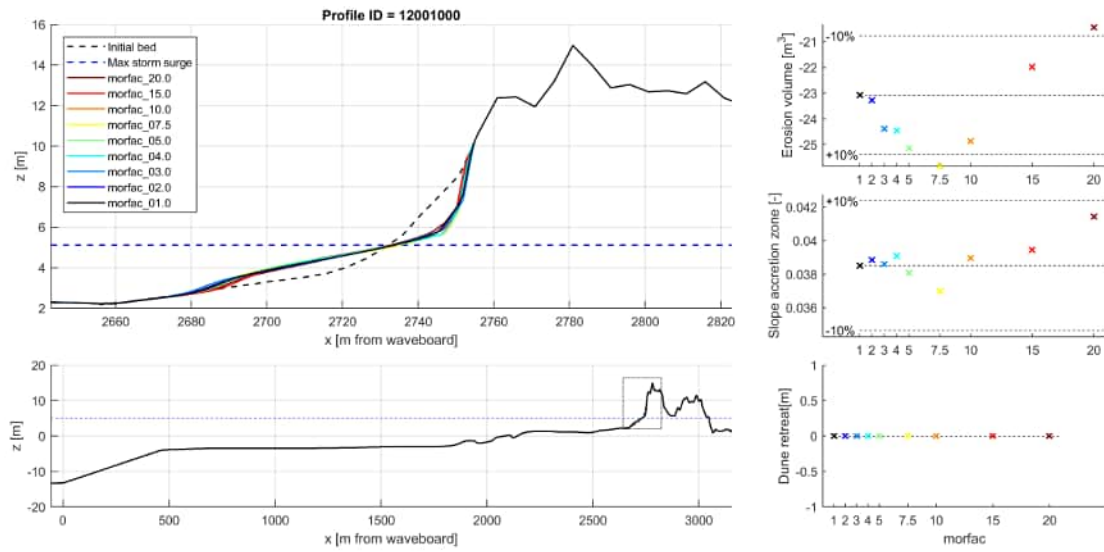 Profile ID = 12001000
16
14
12
10
8
6
4
2
z [m]
Initial bed
Max storm surge
morfac_20.0
morfac_15.0
morfac_10.0
morfac_07.5
morfac_05.0
morfac_04.0
morfac_03.0
morfac_02.0
morfac_01.0
2660 2680 2700 2720 2740 2760 2780 2800 2820
x [m from waveboard]
20
10
0
-10
-20
z [m]
0 500 1000 1500 2000 2500 3000
x [m from waveboard]
Erosion volume [m³]
-21
-22
-23
-24
-25
-10%
+10%
1 2 3 4 5 7.5 10 15 20
Slope accretion zone [-]
0.042
0.04
0.038
0.036
+10%
-10%
1 2 3 4 5 7.5 10 15 20
Dune retreat[m]
1
0.5
0
-0.5
-1
1 2 3 4 5 7.5 10 15 20
morfac